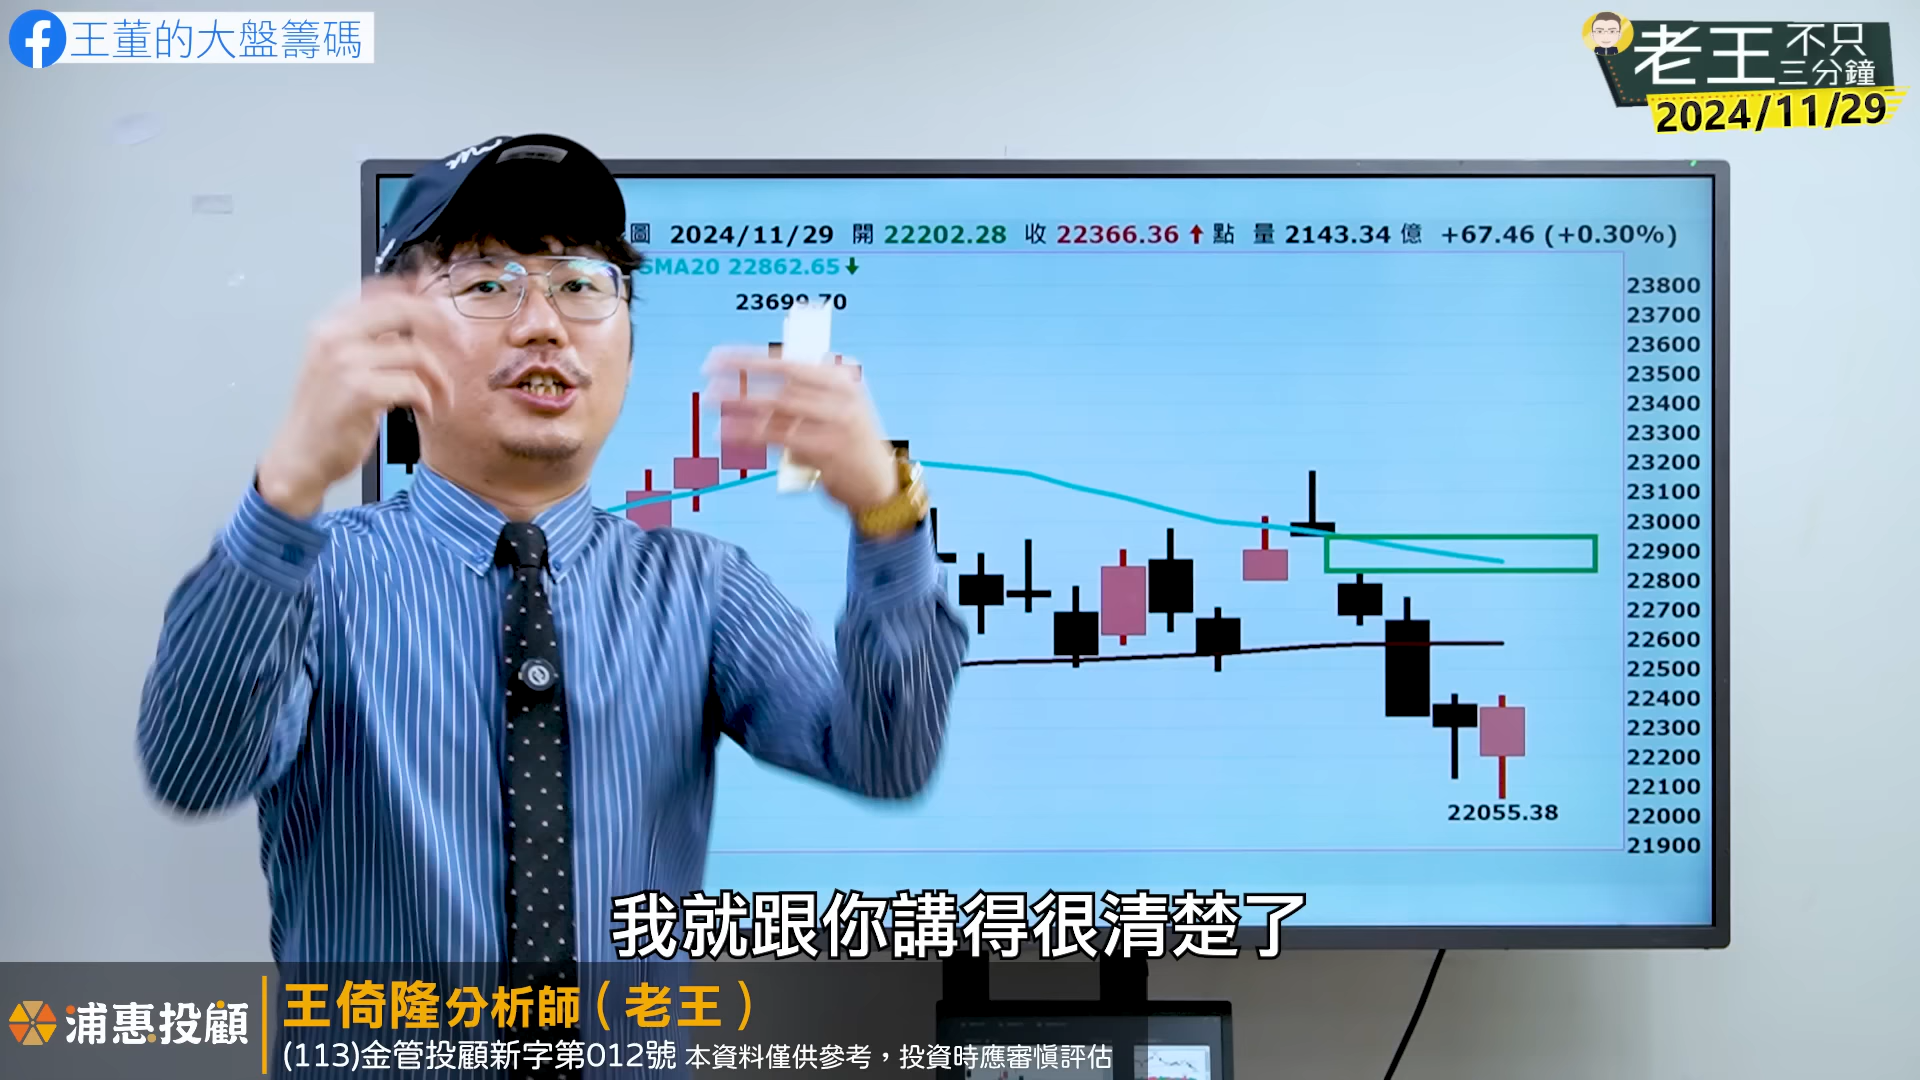 王董的大盤籌碼
老王 不只三分鐘
2024/11/29
圖 2024/11/29 開 22202.28 收 22366.36 ↑ 點 量 2143.34 億 +67.46 (+0.30%)
SMA20 22862.65 ↓
23699.70
23800
23700
23600
23500
23400
23300
23200
23100
23000
22900
22800
22700
22600
22500
22400
22300
22200
22100
22000
21900
22055.38
我就跟你講得很清楚了
浦惠投顧
王倚隆分析師(老王)
(113)金管投顧新字第012號 本資料僅供參考,投資時應審慎評估